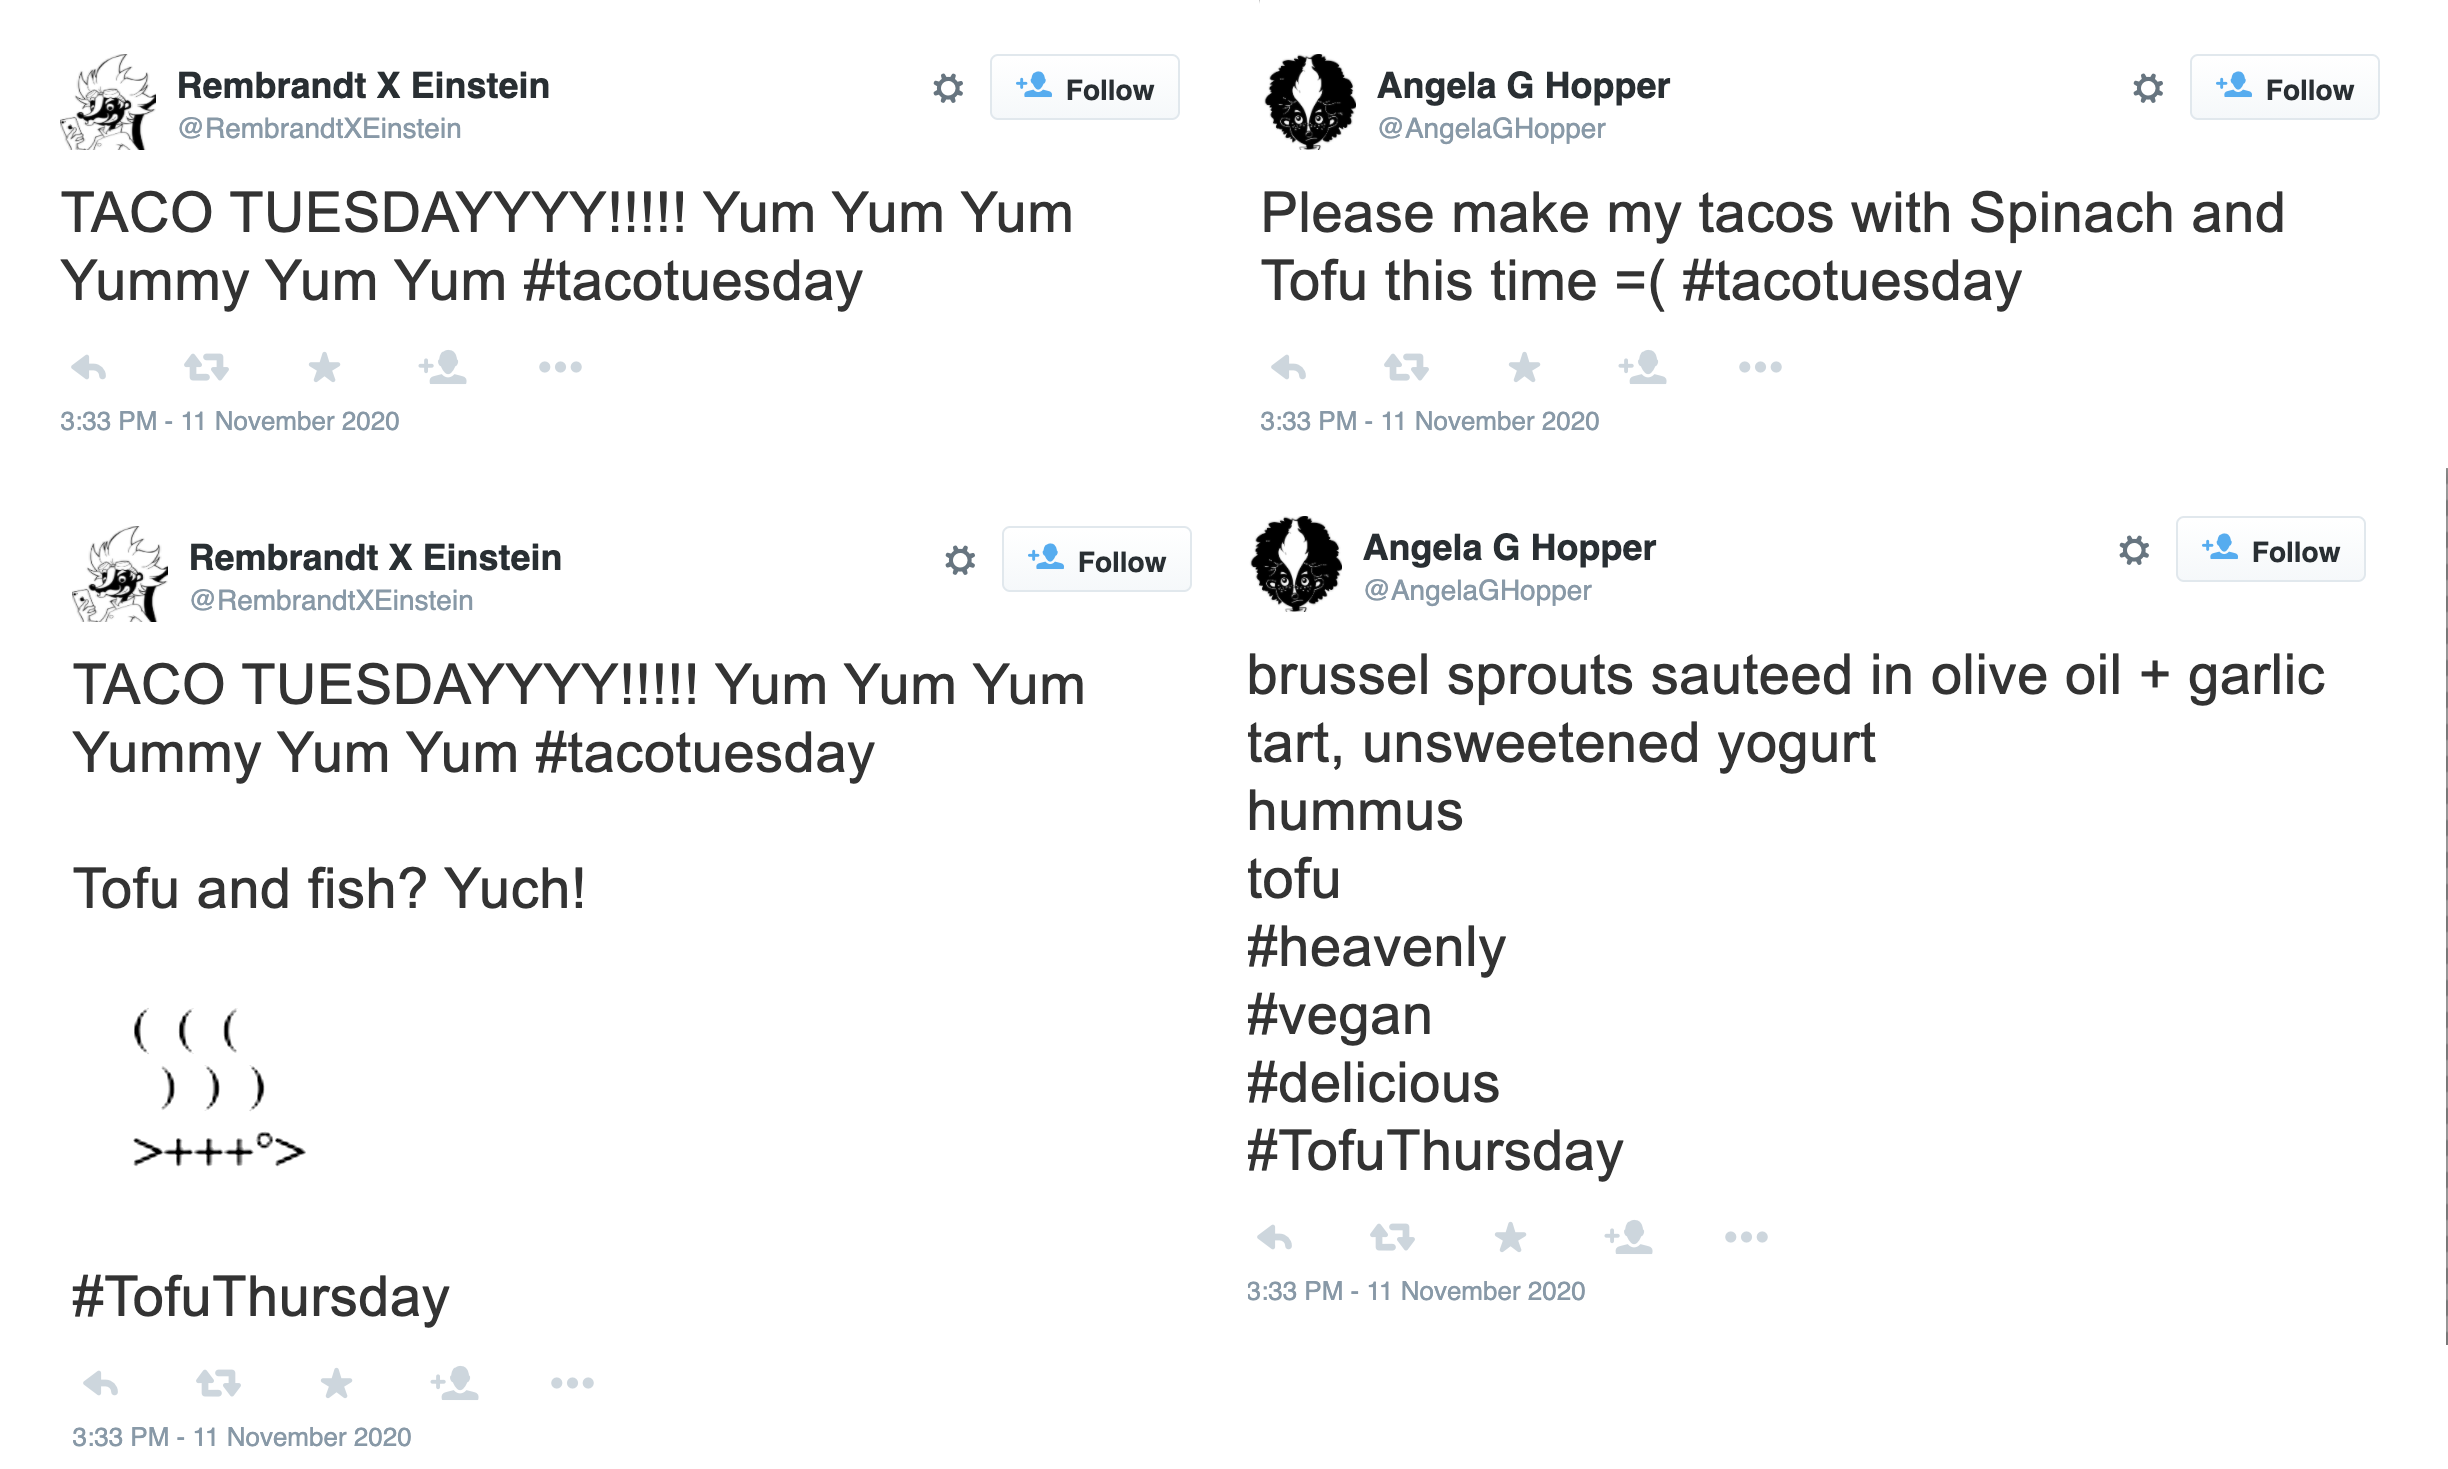 Rembrandt X Einstein
@RembrandtXEinstein
Follow
TACO TUESDAYYYY!!!!! Yum Yum Yum
Yummy Yum Yum #tacotuesday
3:33 PM - 11 November 2020
Angela G Hopper
@AngelaGHopper
Follow
Please make my tacos with Spinach and
Tofu this time =( #tacotuesday
3:33 PM - 11 November 2020
Rembrandt X Einstein
@RembrandtXEinstein
Follow
TACO TUESDAYYYY!!!!! Yum Yum Yum
Yummy Yum Yum #tacotuesday
Tofu and fish? Yuch!
( ( (
) ) )
>+++°>
#TofuThursday
3:33 PM - 11 November 2020
Angela G Hopper
@AngelaGHopper
Follow
brussel sprouts sauteed in olive oil + garlic
tart, unsweetened yogurt
hummus
tofu
#heavenly
#vegan
#delicious
#TofuThursday
3:33 PM - 11 November 2020